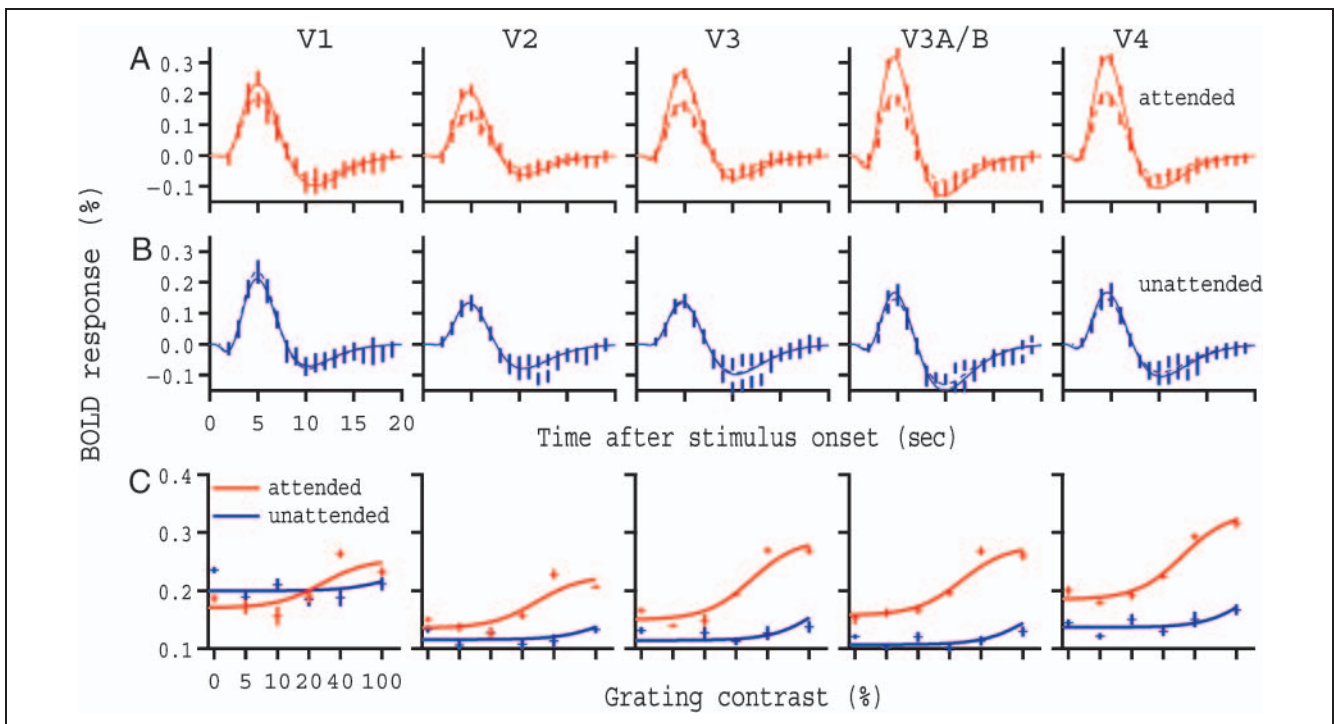 V1 V2 V3 V3A/B V4
A
0.3
0.2
0.1
0.0
−0.1
attended
B
0.3
0.2
0.1
0.0
−0.1
unattended
0 5 10 15 20
Time after stimulus onset (sec)
BOLD response (%)
C
0.4
0.3
0.2
0.1
attended
unattended
0 5 10 20 40 100
Grating contrast (%)